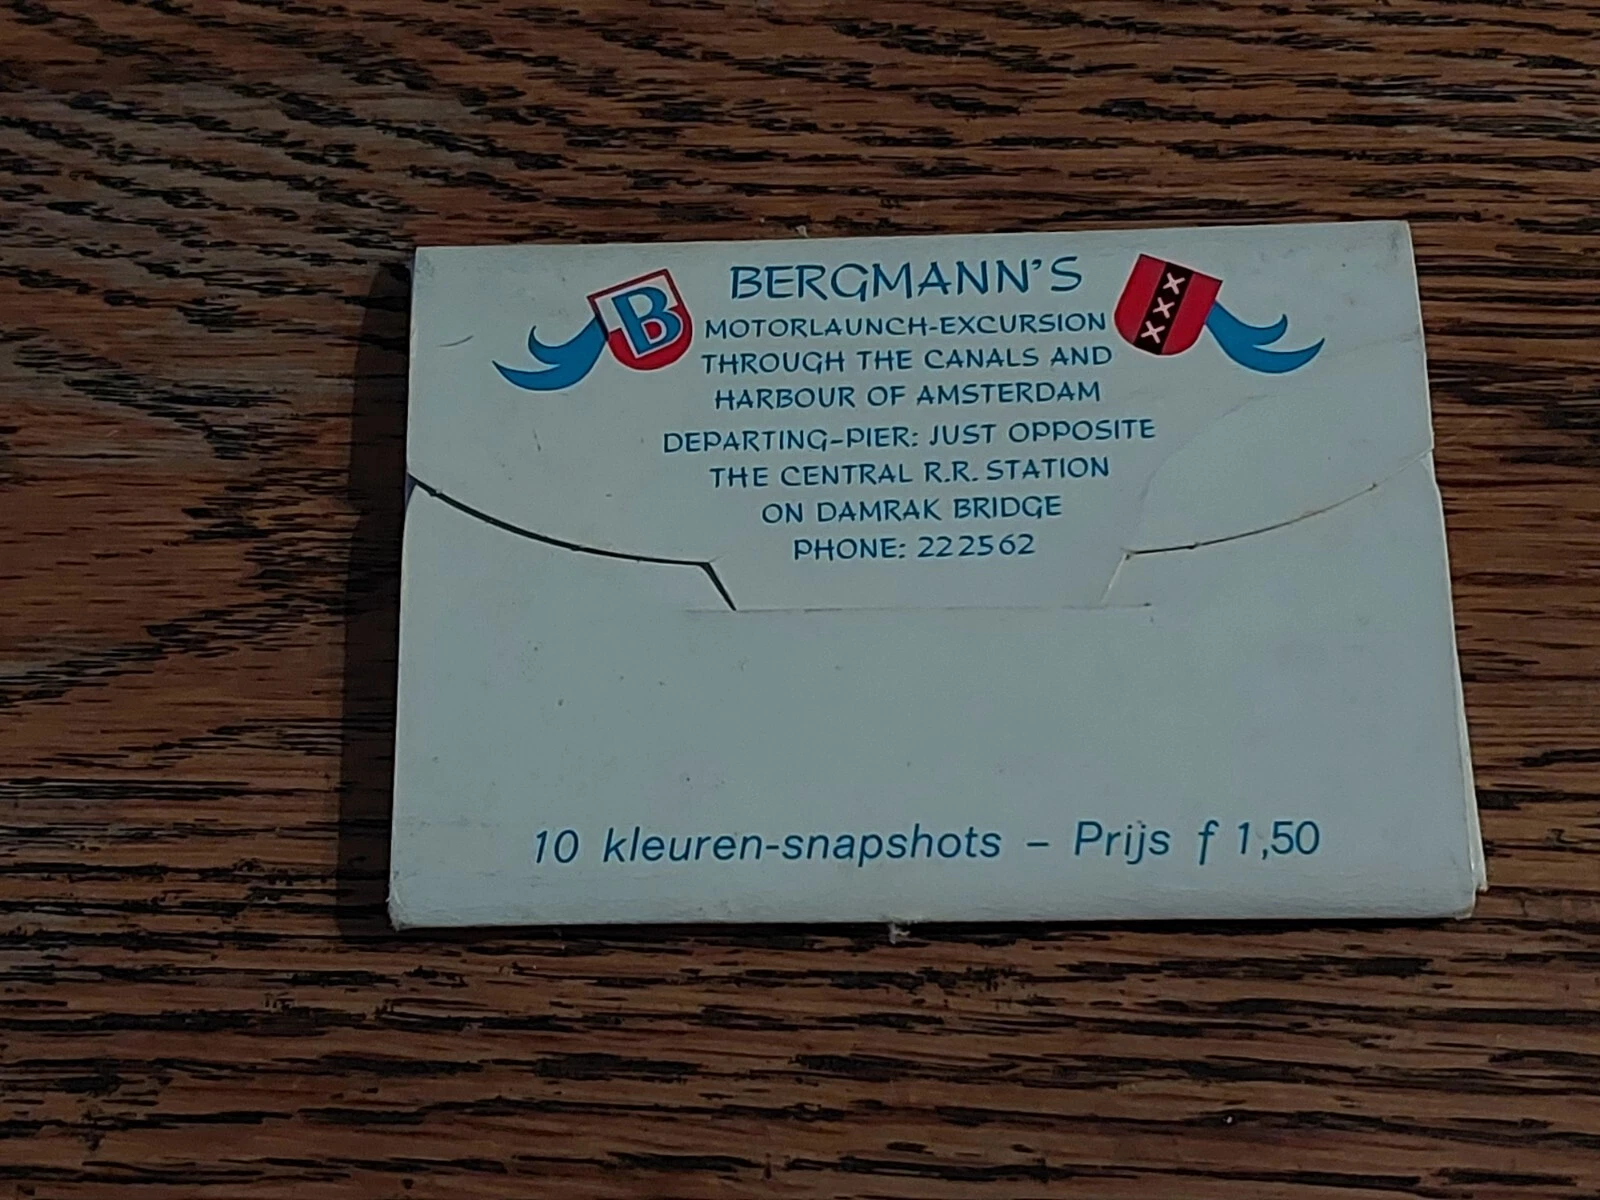 B
BERGMANN'S
MOTORLAUNCH-EXCURSION
THROUGH THE CANALS AND
HARBOUR OF AMSTERDAM
DEPARTING-PIER: JUST OPPOSITE
THE CENTRAL R.R. STATION
ON DAMRAK BRIDGE
PHONE: 222562
10 kleuren-snapshots – Prijs f 1,50